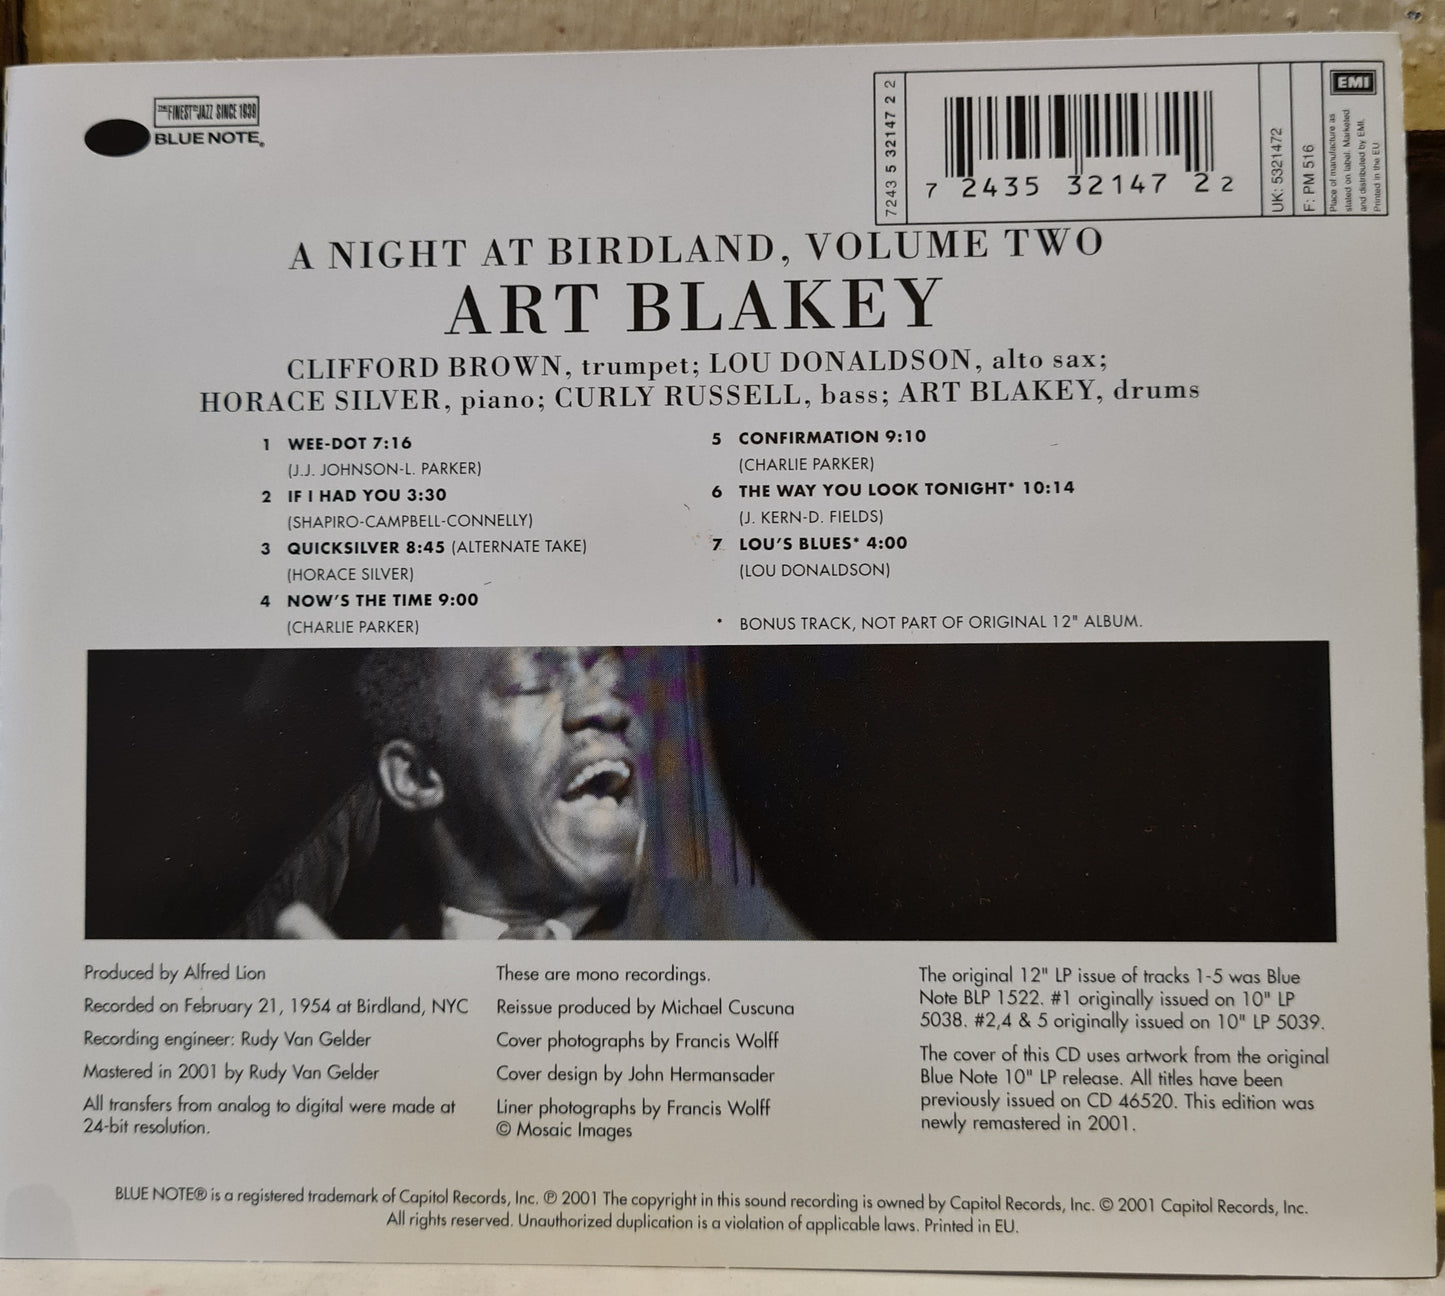 THE FINEST IN JAZZ SINCE 1939
BLUE NOTE®
7243 5 32147 2 2
7 2435 32147 2 2
UK: 5321472
F: PM 516
EMI
Place of manufacture as
stated on label. Marketed
and distributed by EMI.
Printed in the EU
A NIGHT AT BIRDLAND, VOLUME TWO
ART BLAKEY
CLIFFORD BROWN, trumpet; LOU DONALDSON, alto sax;
HORACE SILVER, piano; CURLY RUSSELL, bass; ART BLAKEY, drums
1 WEE-DOT 7:16
(J.J. JOHNSON-L. PARKER)
2 IF I HAD YOU 3:30
(SHAPIRO-CAMPBELL-CONNELLY)
3 QUICKSILVER 8:45 (ALTERNATE TAKE)
(HORACE SILVER)
4 NOW'S THE TIME 9:00
(CHARLIE PARKER)
5 CONFIRMATION 9:10
(CHARLIE PARKER)
6 THE WAY YOU LOOK TONIGHT* 10:14
(J. KERN-D. FIELDS)
7 LOU'S BLUES* 4:00
(LOU DONALDSON)
* BONUS TRACK, NOT PART OF ORIGINAL 12" ALBUM.
Produced by Alfred Lion
Recorded on February 21, 1954 at Birdland, NYC
Recording engineer: Rudy Van Gelder
Mastered in 2001 by Rudy Van Gelder
All transfers from analog to digital were made at
24-bit resolution.
These are mono recordings.
Reissue produced by Michael Cuscuna
Cover photographs by Francis Wolff
Cover design by John Hermansader
Liner photographs by Francis Wolff
© Mosaic Images
The original 12" LP issue of tracks 1-5 was Blue
Note BLP 1522. #1 originally issued on 10" LP
5038. #2,4 & 5 originally issued on 10" LP 5039.
The cover of this CD uses artwork from the original
Blue Note 10" LP release. All titles have been
previously issued on CD 46520. This edition was
newly remastered in 2001.
BLUE NOTE® is a registered trademark of Capitol Records, Inc. ℗ 2001 The copyright in this sound recording is owned by Capitol Records, Inc. © 2001 Capitol Records, Inc.
All rights reserved. Unauthorized duplication is a violation of applicable laws. Printed in EU.